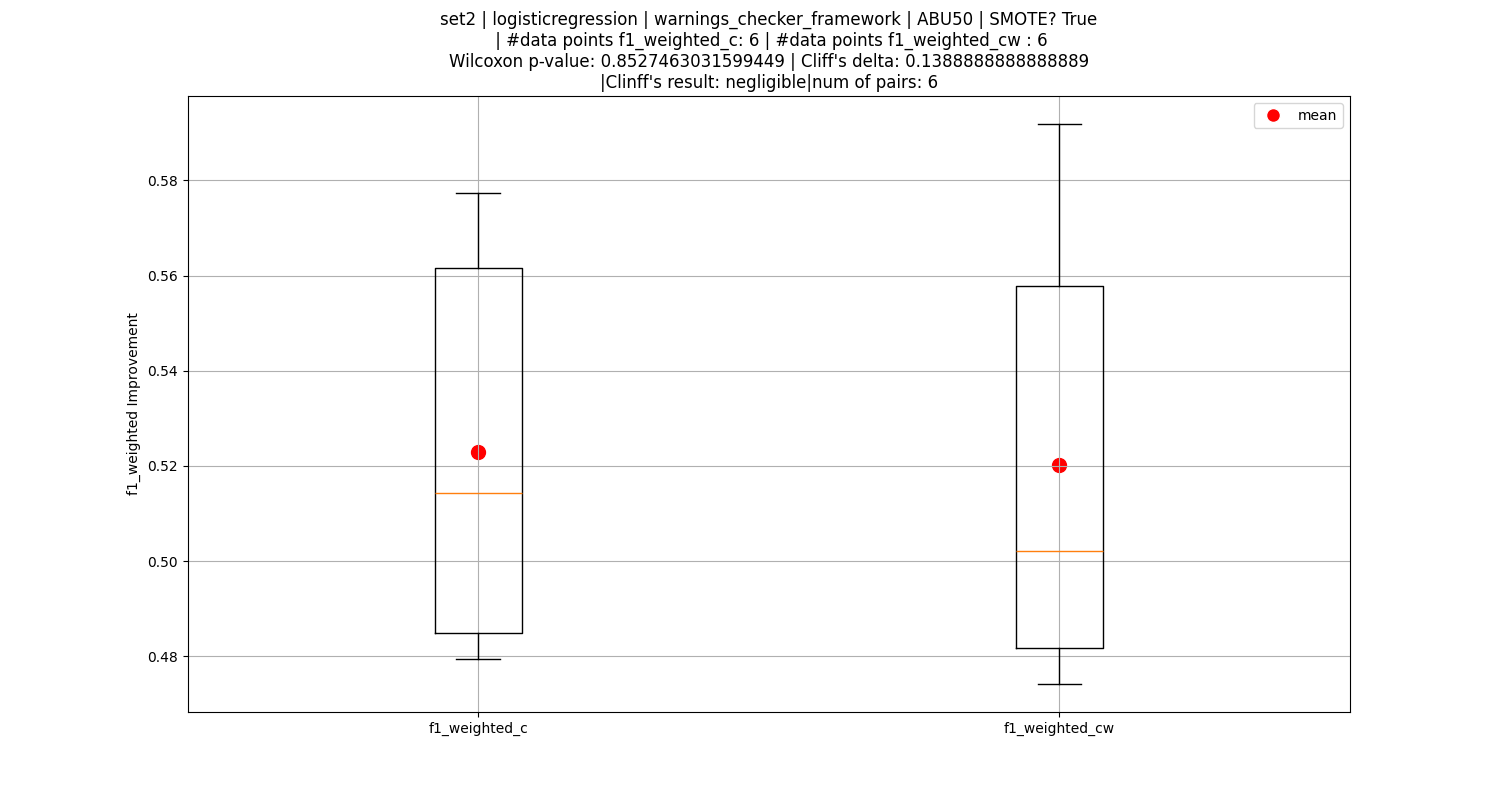 set2 | logisticregression | warnings_checker_framework | ABU50 | SMOTE? True
| #data points f1_weighted_c: 6 | #data points f1_weighted_cw : 6
Wilcoxon p-value: 0.8527463031599449 | Cliff's delta: 0.1388888888888889
|Clinff's result: negligible|num of pairs: 6
mean
0.58
0.56
0.54
0.52
0.50
0.48
f1_weighted Improvement
f1_weighted_c
f1_weighted_cw